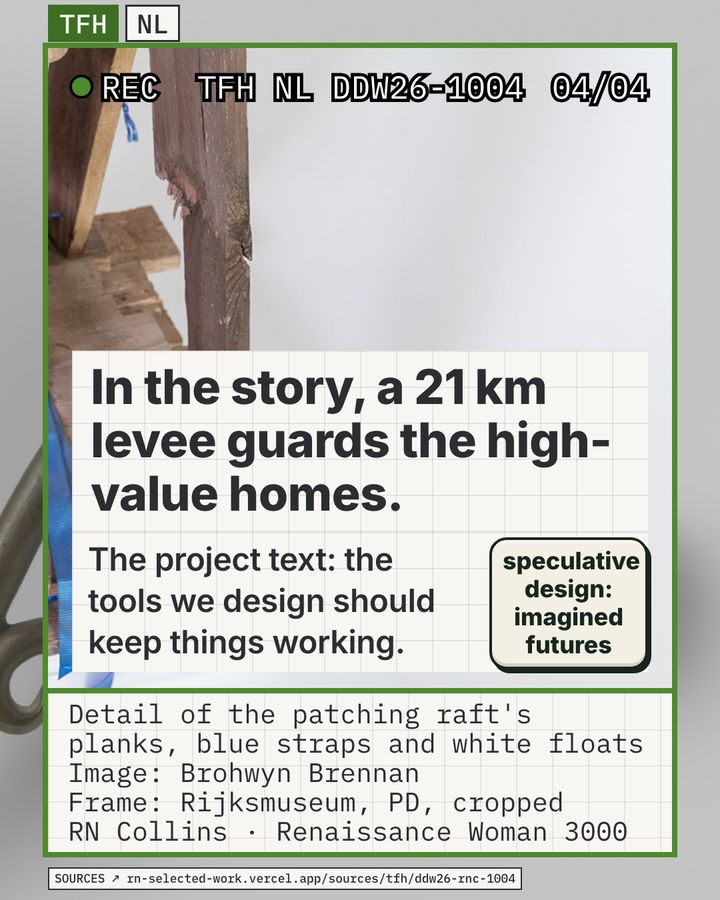 TFH NL
REC TFH NL DDW26-1004 04/04
In the story, a 21 km
levee guards the high-
value homes.
The project text: the
tools we design should
keep things working.
speculative
design:
imagined
futures
Detail of the patching raft's
planks, blue straps and white floats
Image: Brohwyn Brennan
Frame: Rijksmuseum, PD, cropped
RN Collins · Renaissance Woman 3000
SOURCES ↗ rn-selected-work.vercel.app/sources/tfh/ddw26-rnc-1004